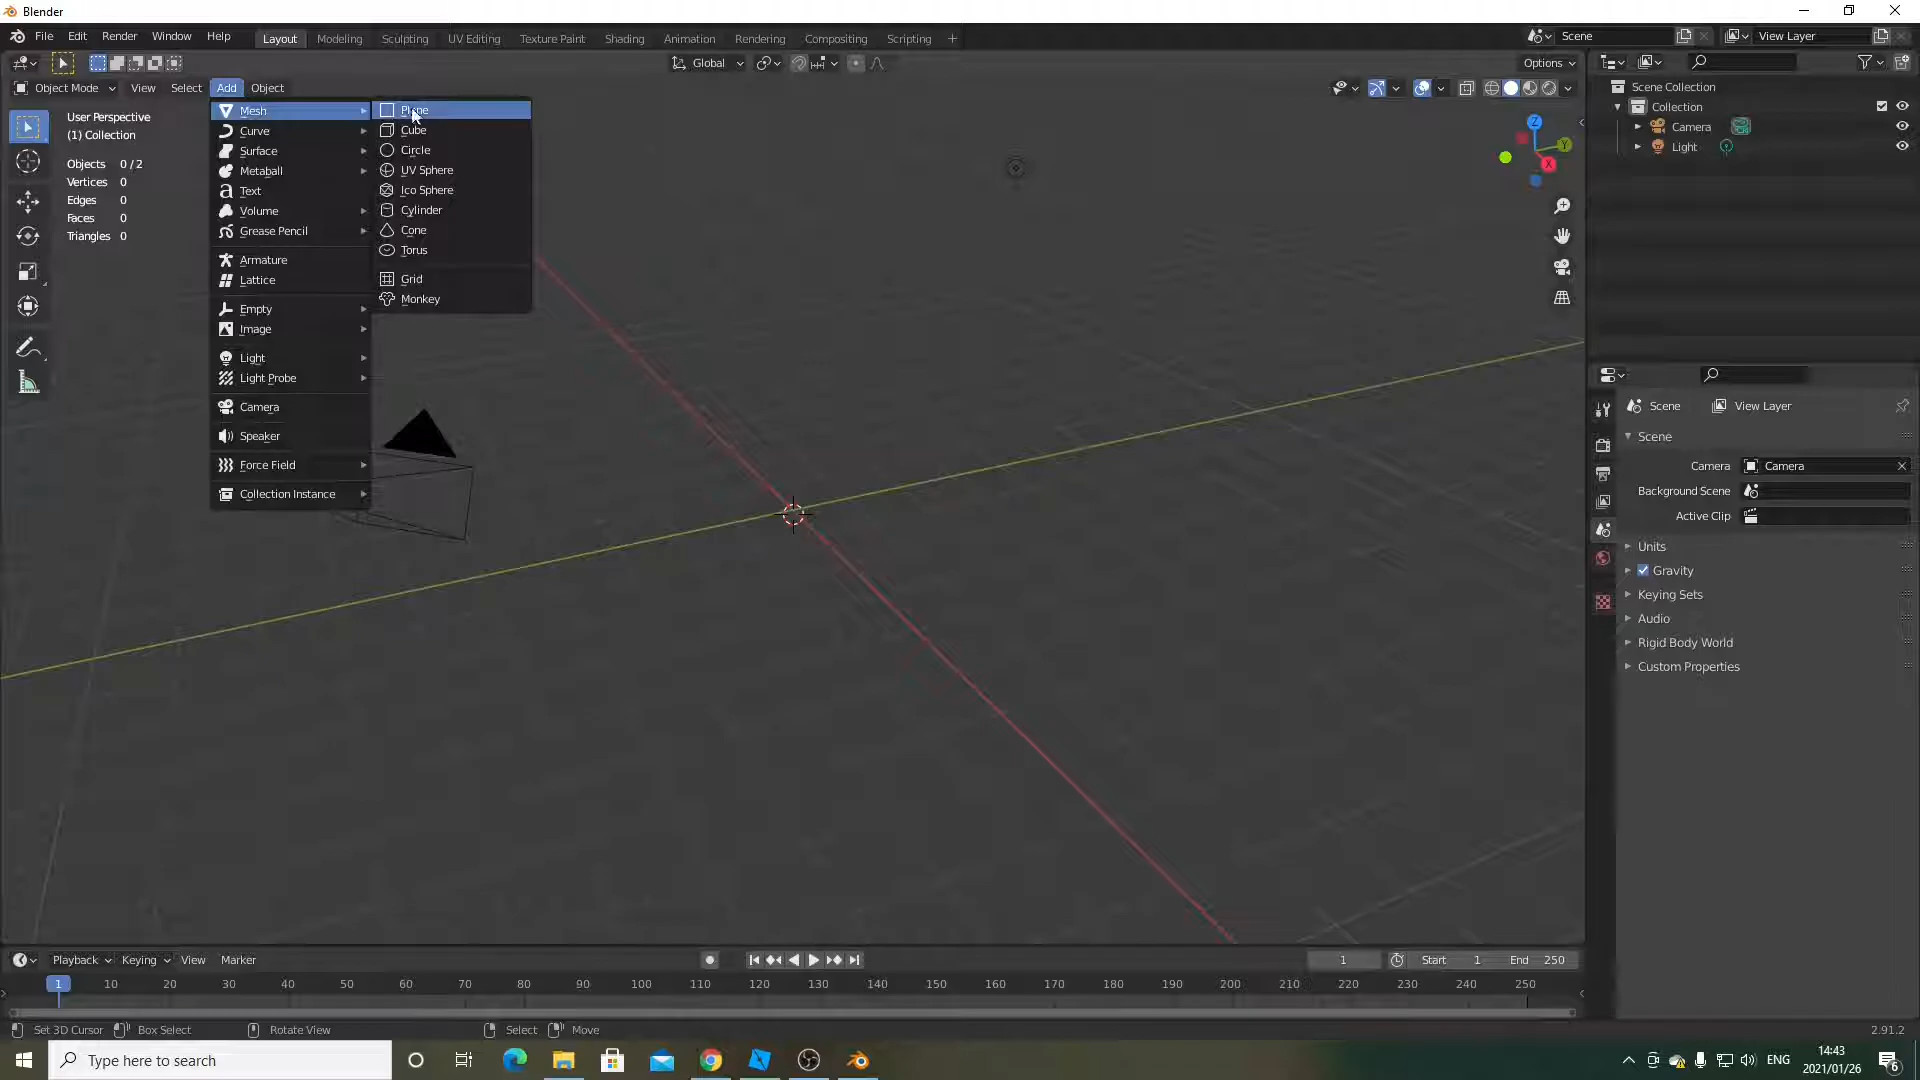 Blender
File Edit Render Window Help Layout Modeling Sculpting UV Editing Texture Paint Shading Animation Rendering Compositing Scripting + Scene View Layer
Global Options
Object Mode View Select Add Object
User Perspective
(1) Collection
Objects 0 / 2
Vertices 0
Edges 0
Faces 0
Triangles 0
Mesh
Curve
Surface
Metaball
Text
Volume
Grease Pencil
Armature
Lattice
Empty
Image
Light
Light Probe
Camera
Speaker
Force Field
Collection Instance
Plane
Cube
Circle
UV Sphere
Ico Sphere
Cylinder
Cone
Torus
Grid
Monkey
Z
Y
X
Scene Collection
Collection
Camera
Light
Scene View Layer
Scene
Camera Camera
Background Scene
Active Clip
Units
Gravity
Keying Sets
Audio
Rigid Body World
Custom Properties
Playback Keying View Marker 1 Start 1 End 250
1 10 20 30 40 50 60 70 80 90 100 110 120 130 140 150 160 170 180 190 200 210 220 230 240 250
Set 3D Cursor Box Select Rotate View Select Move 2.91.2
Type here to search ENG 14:43
2021/01/26 6